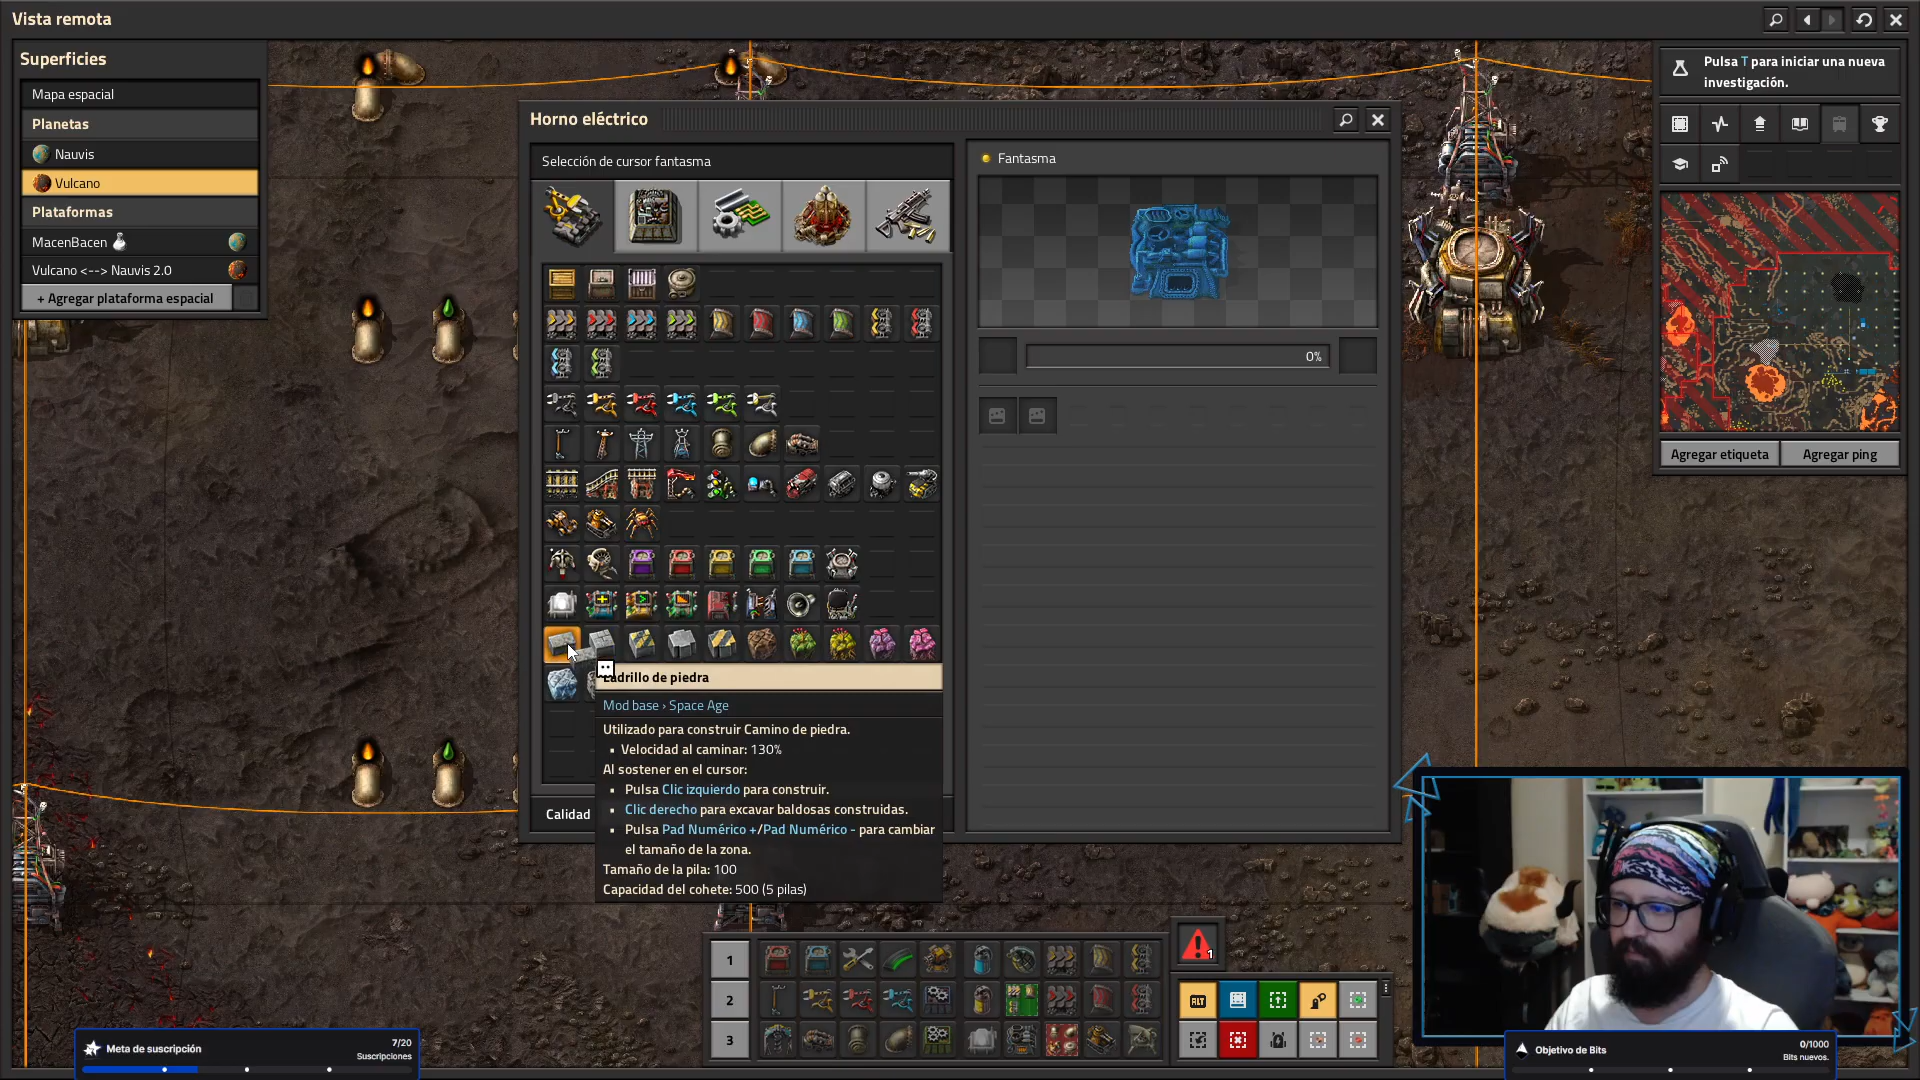 Vista remota
Superficies
Mapa espacial
Planetas
Nauvis
Vulcano
Plataformas
MacenBacen
Vulcano <--> Nauvis 2.0
+ Agregar plataforma espacial
Horno eléctrico
Selección de cursor fantasma
Fantasma
0%
Ladrillo de piedra
Mod base › Space Age
Utilizado para construir Camino de piedra.
▪ Velocidad al caminar: 130%
Al sostener en el cursor:
▪ Pulsa Clic izquierdo para construir.
▪ Clic derecho para excavar baldosas construidas.
▪ Pulsa Pad Numérico +/Pad Numérico - para cambiar
el tamaño de la zona.
Tamaño de la pila: 100
Capacidad del cohete: 500 (5 pilas)
Calidad
Pulsa T para iniciar una nueva
investigación.
Agregar etiqueta
Agregar ping
1
2
3
1
ALT
Meta de suscripción
7/20
Suscripciones
Objetivo de Bits
0/1000
Bits nuevos.